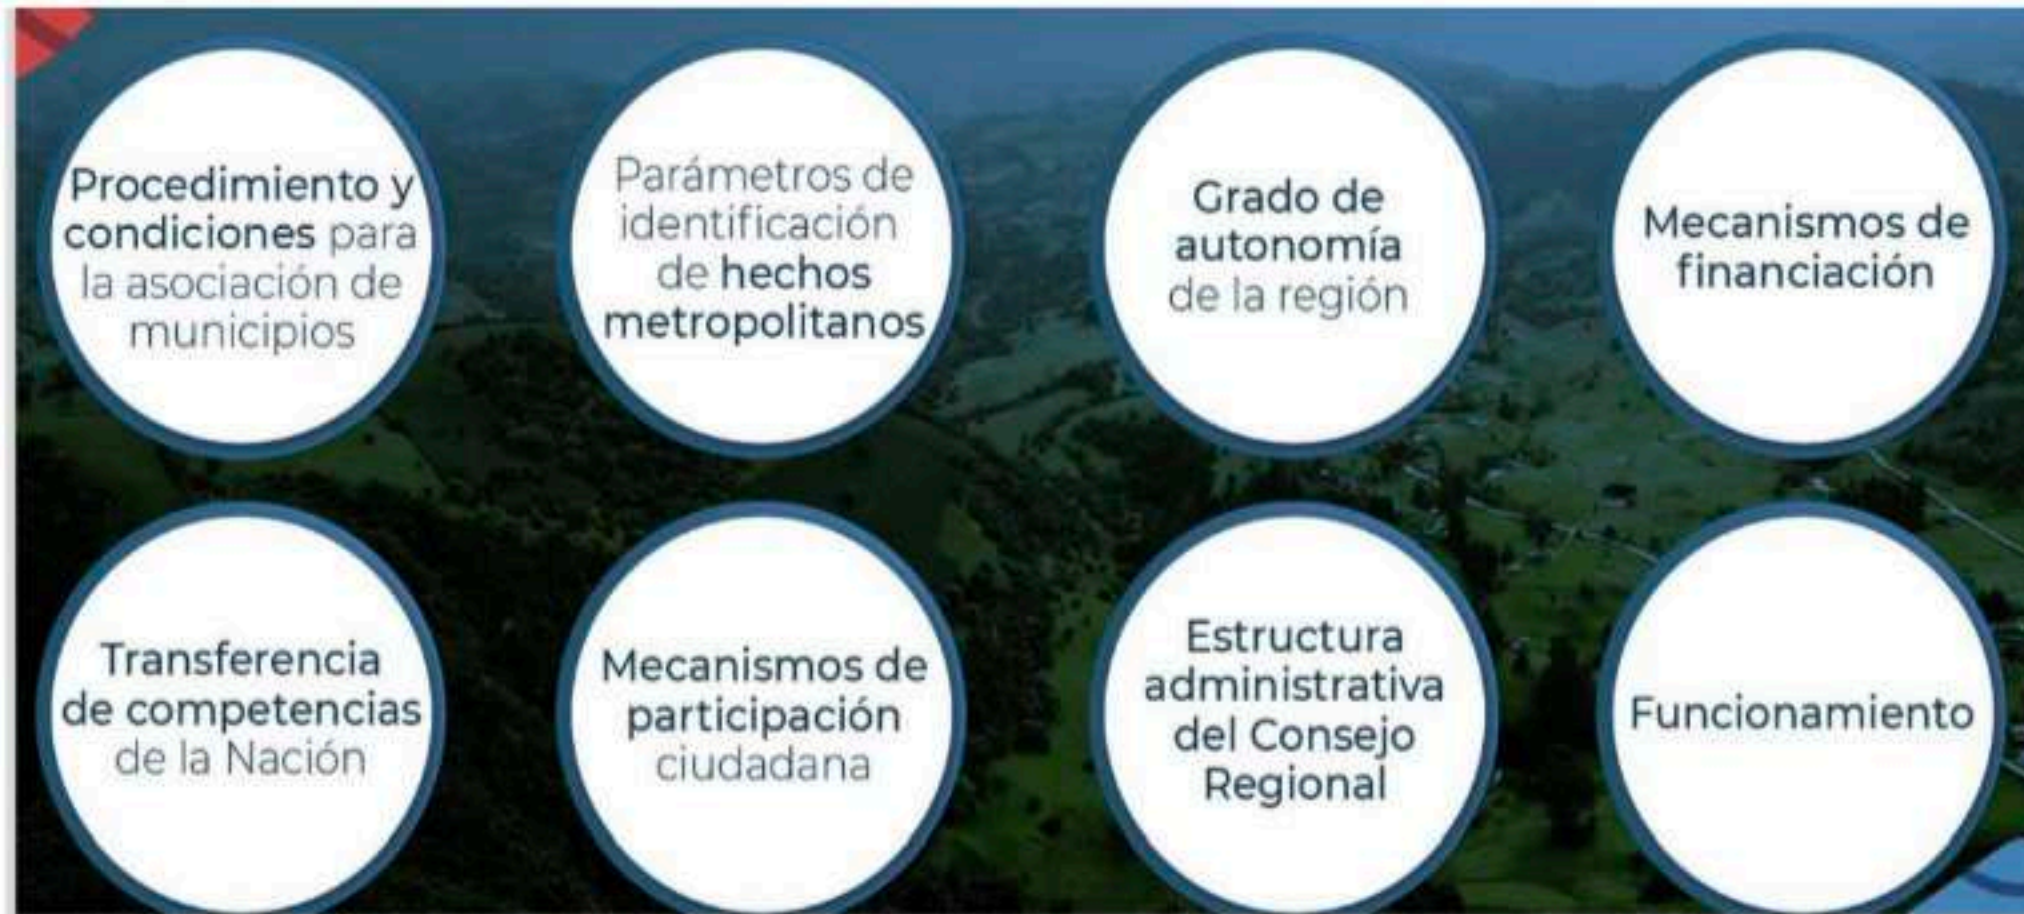 Procedimiento y
condiciones para
la asociación de
municipios
Parámetros de
identificación
de hechos
metropolitanos
Grado de
autonomía
de la región
Mecanismos de
financiación
Transferencia
de competencias
de la Nación
Mecanismos de
participación
ciudadana
Estructura
administrativa
del Consejo
Regional
Funcionamiento